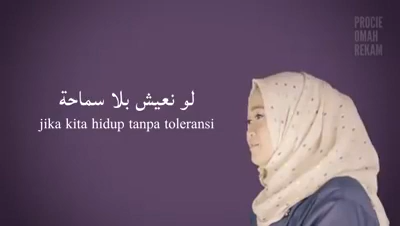 PROCIE
OMAH
REKAM
لو نعيش بلا سماحة
jika kita hidup tanpa toleransi